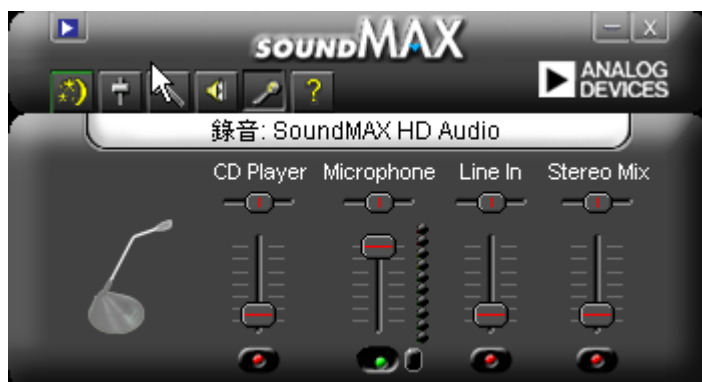 SOUNDMAX
ANALOG
DEVICES
?
錄音: SoundMAX HD Audio
CD Player Microphone Line In Stereo Mix